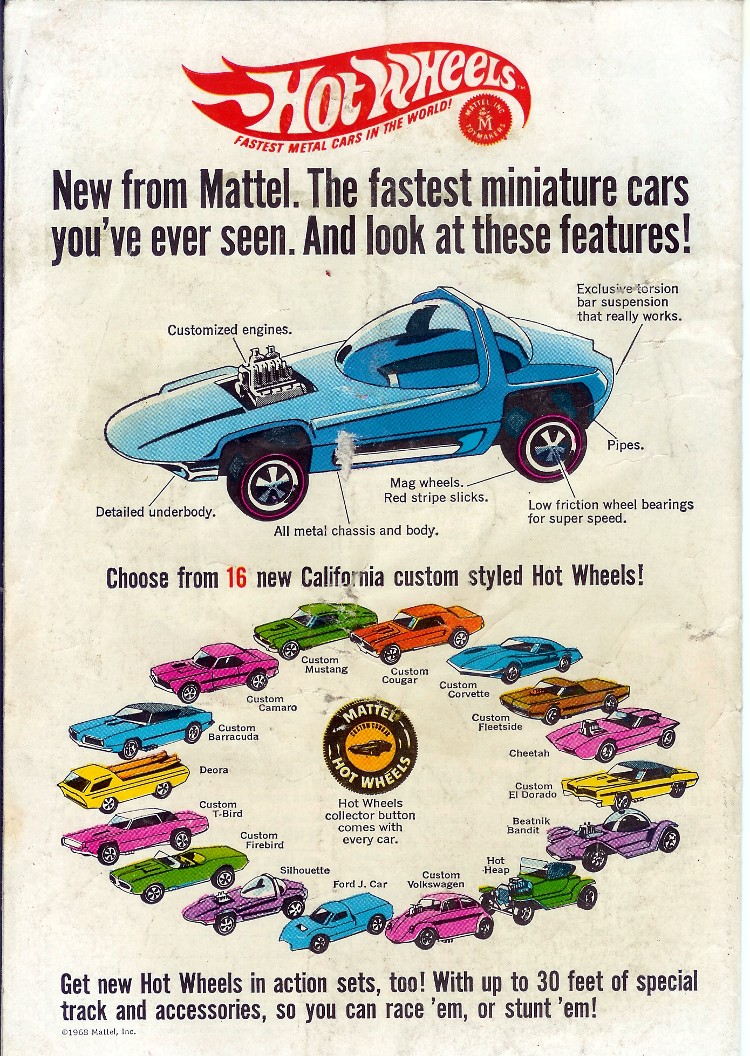 Hot Wheels™
FASTEST METAL CARS IN THE WORLD!
MATTEL, INC.
M
TOYMAKERS
New from Mattel. The fastest miniature cars
you've ever seen. And look at these features!
Exclusive torsion
bar suspension
that really works.
Customized engines.
Pipes.
Mag wheels.
Red stripe slicks.
Low friction wheel bearings
for super speed.
Detailed underbody.
All metal chassis and body.
Choose from 16 new California custom styled Hot Wheels!
Custom
Mustang
Custom
Cougar
Custom
Camaro
Custom
Corvette
Custom
Barracuda
Custom
Fleetside
Deora
Cheetah
Custom
T-Bird
Custom
El Dorado
Custom
Firebird
Beatnik
Bandit
Silhouette
Ford J. Car
Custom
Volkswagen
Hot
Heap
MATTEL
CUSTOM COUGAR
HOT WHEELS
Hot Wheels
collector button
comes with
every car.
Get new Hot Wheels in action sets, too! With up to 30 feet of special
track and accessories, so you can race 'em, or stunt 'em!
©1968 Mattel, Inc.